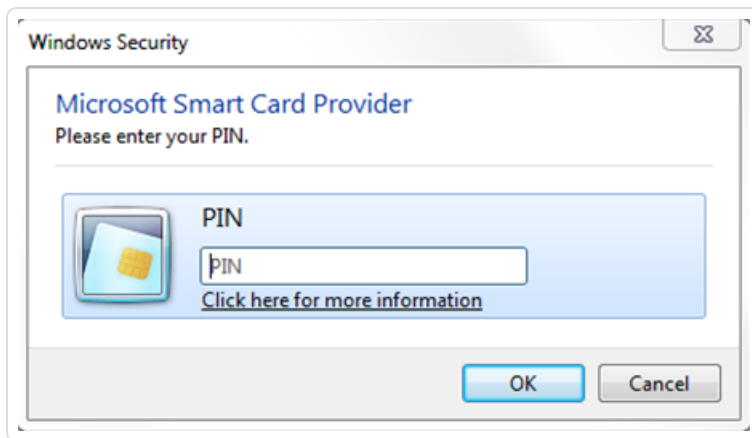 Windows Security
Microsoft Smart Card Provider
Please enter your PIN.
PIN
PIN
Click here for more information
OK
Cancel